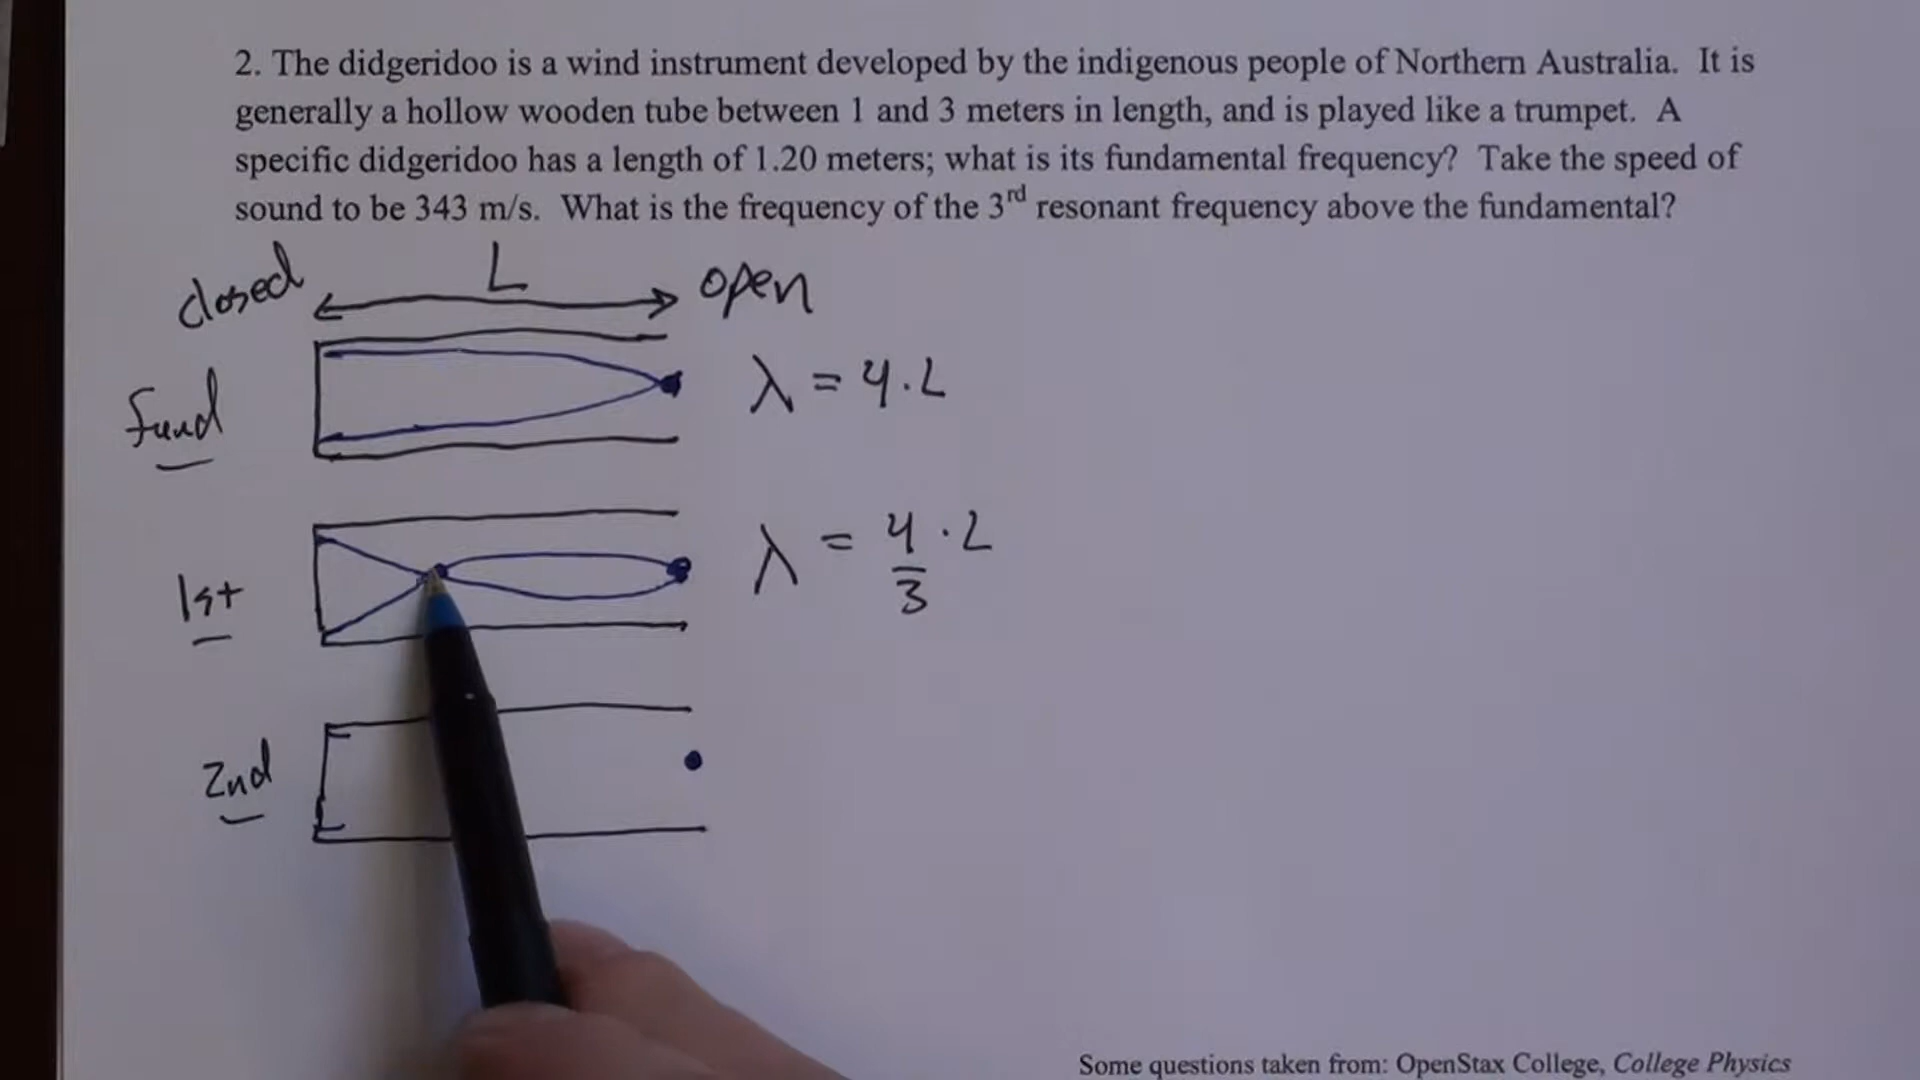 2. The didgeridoo is a wind instrument developed by the indigenous people of Northern Australia. It is
generally a hollow wooden tube between 1 and 3 meters in length, and is played like a trumpet. A
specific didgeridoo has a length of 1.20 meters; what is its fundamental frequency? Take the speed of
sound to be 343 m/s. What is the frequency of the 3rd resonant frequency above the fundamental?
closed L open
Fund λ = 4 · L
1st λ = 4/3 · L
2nd
Some questions taken from: OpenStax College, College Physics